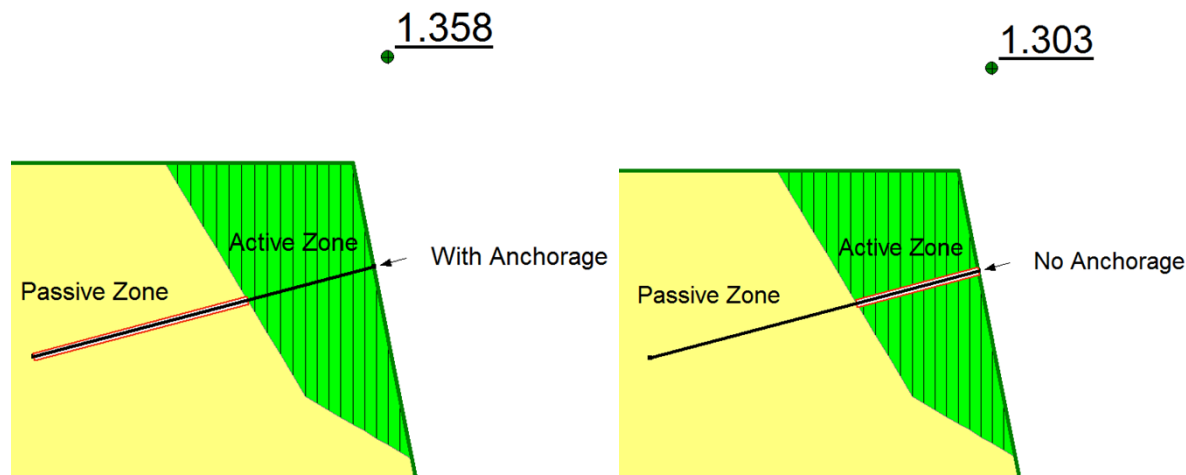 1.358
Active Zone
With Anchorage
Passive Zone
1.303
Active Zone
No Anchorage
Passive Zone